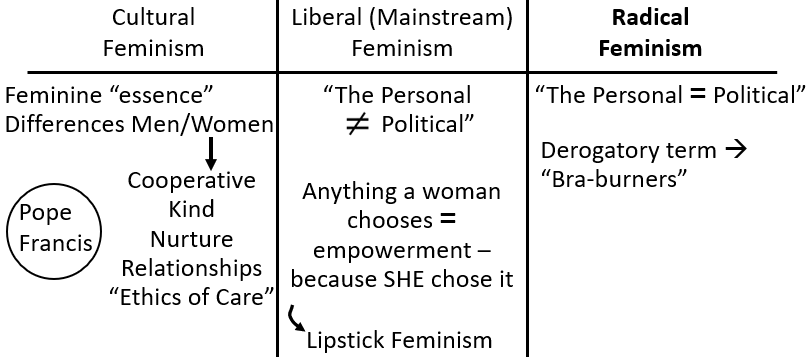 Cultural
Feminism
Feminine “essence”
Differences Men/Women
Cooperative
Kind
Nurture
Relationships
“Ethics of Care”
Pope
Francis
Liberal (Mainstream)
Feminism
“The Personal
≠ Political”
Anything a woman
chooses =
empowerment –
because SHE chose it
Lipstick Feminism
Radical
Feminism
“The Personal = Political”
Derogatory term →
“Bra-burners”